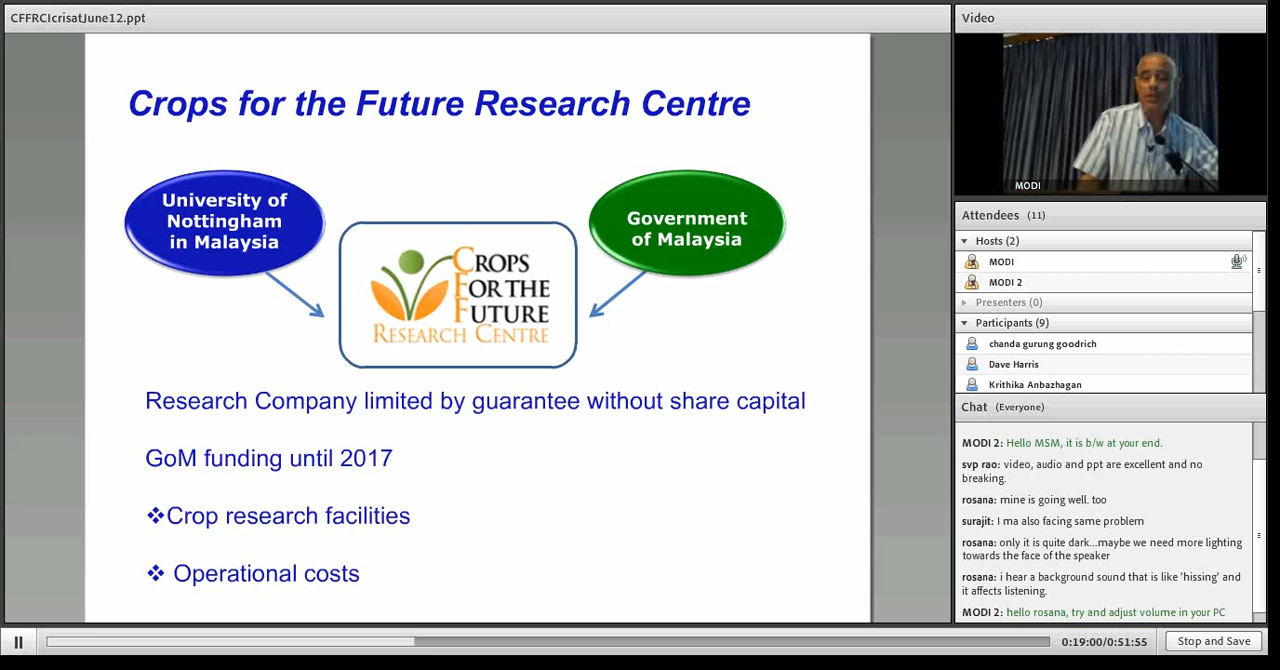 CFFRCIcrisatJune12.ppt
Crops for the Future Research Centre
University of
Nottingham
in Malaysia
Government
of Malaysia
CROPS
FOR THE
FUTURE
RESEARCH CENTRE
Research Company limited by guarantee without share capital
GoM funding until 2017
❖Crop research facilities
❖ Operational costs
Video
MODI
Attendees (11)
Hosts (2)
MODI
MODI 2
Presenters (0)
Participants (9)
chanda gurung goodrich
Dave Harris
Krithika Anbazhagan
Chat (Everyone)
MODI 2: Hello MSM, it is b/w at your end.
svp rao: video, audio and ppt are excellent and no
breaking.
rosana: mine is going well. too
surajit: I ma also facing same problem
rosana: only it is quite dark...maybe we need more lighting
towards the face of the speaker
rosana: i hear a background sound that is like 'hissing' and
it affects listening.
MODI 2: hello rosana, try and adjust volume in your PC
0:19:00/0:51:55
Stop and Save